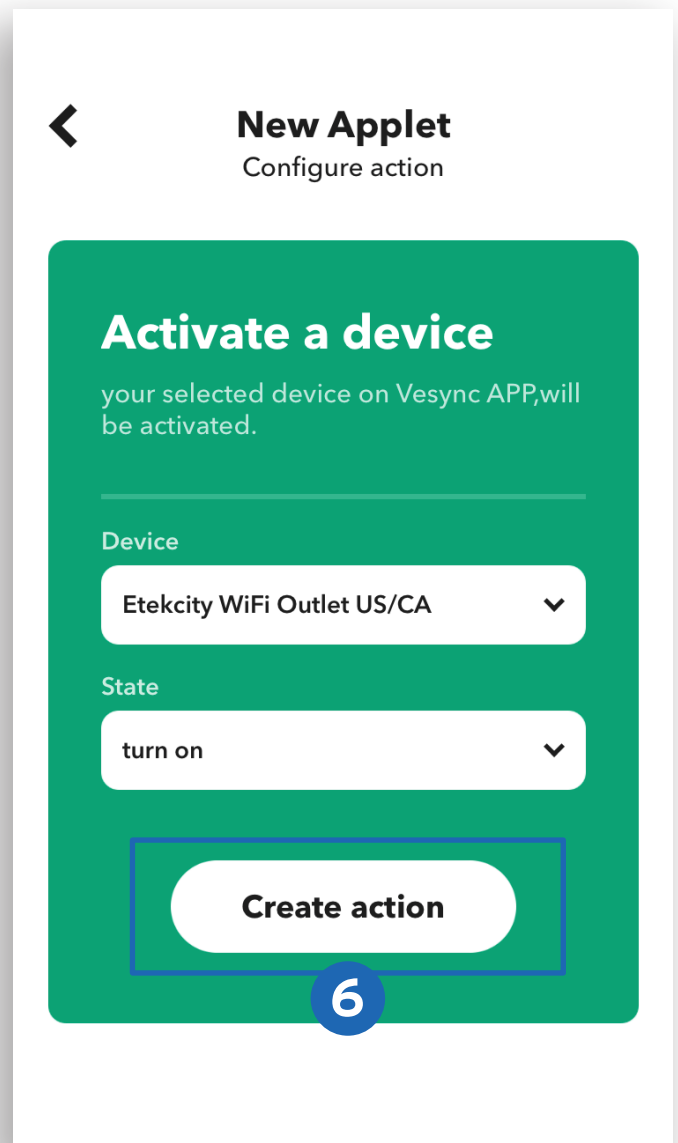 New Applet
Configure action
Activate a device
your selected device on Vesync APP,will
be activated.
Device
Etekcity WiFi Outlet US/CA
State
turn on
Create action
6